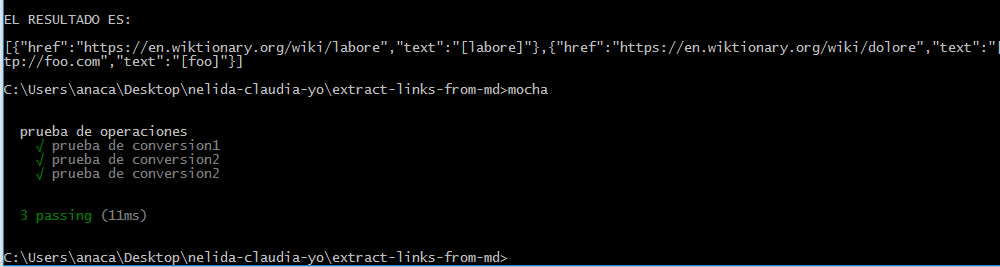 EL RESULTADO ES:
[{"href":"https://en.wiktionary.org/wiki/labore","text":"[labore]"},{"href":"https://en.wiktionary.org/wiki/dolore","text":"[
tp://foo.com","text":"[foo]"}]
C:\Users\anaca\Desktop\nelida-claudia-yo\extract-links-from-md>mocha
prueba de operaciones
√ prueba de conversion1
√ prueba de conversion2
√ prueba de conversion2
3 passing (11ms)
C:\Users\anaca\Desktop\nelida-claudia-yo\extract-links-from-md>